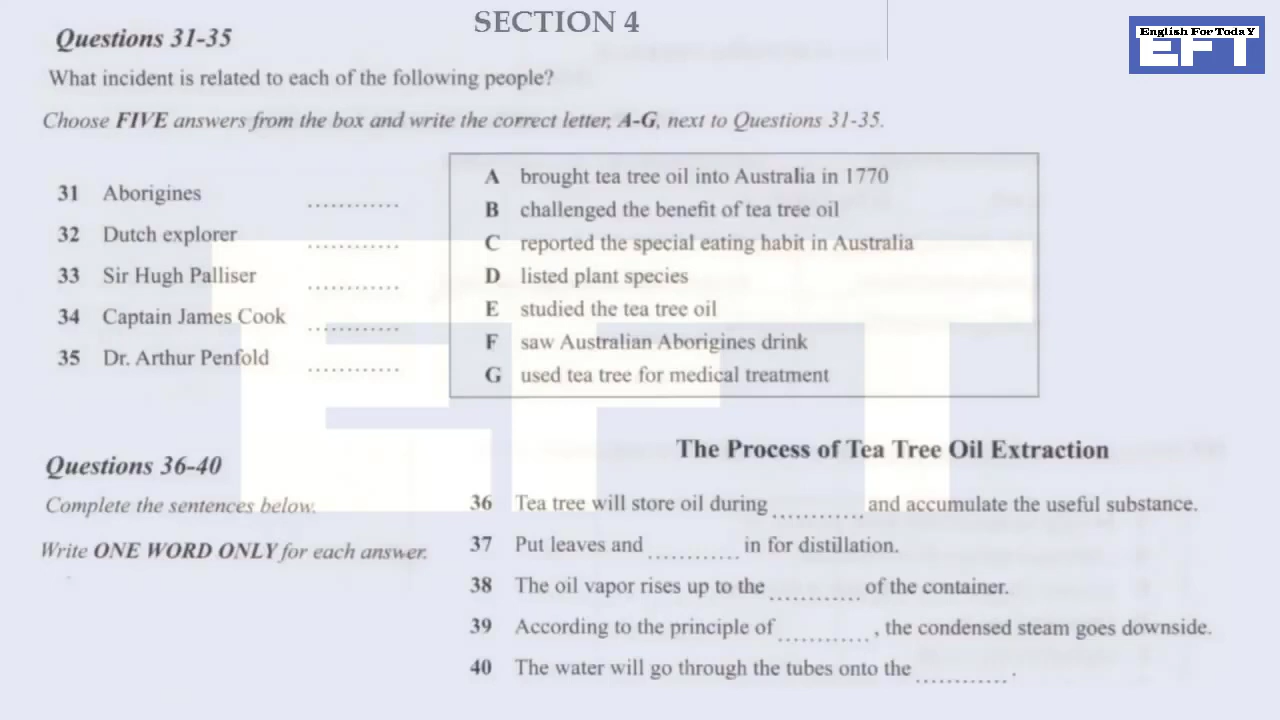 SECTION 4
English For TodaY
EFT
Questions 31-35
What incident is related to each of the following people?
Choose FIVE answers from the box and write the correct letter, A-G, next to Questions 31-35.
31 Aborigines ............
32 Dutch explorer ............
33 Sir Hugh Palliser ............
34 Captain James Cook ............
35 Dr. Arthur Penfold ............
A brought tea tree oil into Australia in 1770
B challenged the benefit of tea tree oil
C reported the special eating habit in Australia
D listed plant species
E studied the tea tree oil
F saw Australian Aborigines drink
G used tea tree for medical treatment
EFT
Questions 36-40
Complete the sentences below.
Write ONE WORD ONLY for each answer.
The Process of Tea Tree Oil Extraction
36 Tea tree will store oil during ............ and accumulate the useful substance.
37 Put leaves and ............ in for distillation.
38 The oil vapor rises up to the ............ of the container.
39 According to the principle of ............ , the condensed steam goes downside.
40 The water will go through the tubes onto the ............ .